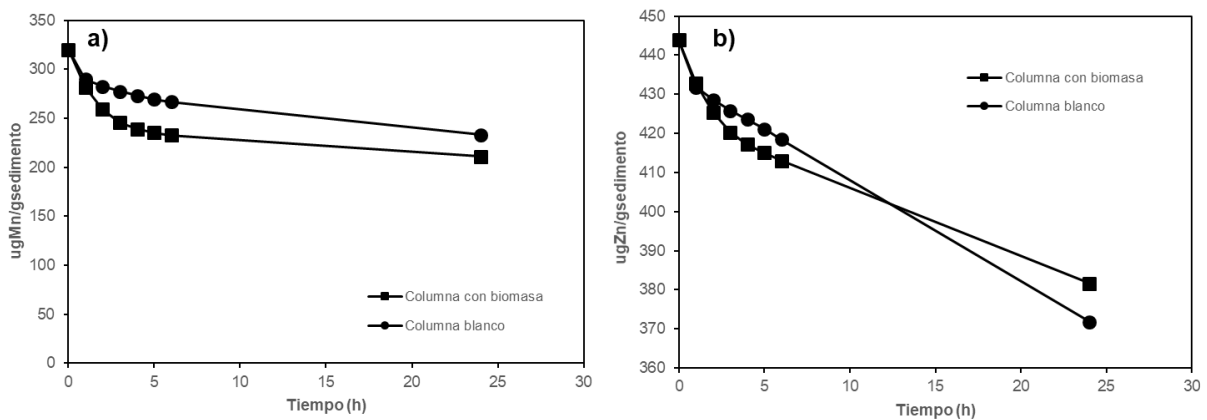 a)
350
300
250
200
150
100
50
0
ugMn/gsedimento
0 5 10 15 20 25 30
Tiempo (h)
Columna con biomasa
Columna blanco
b)
450
440
430
420
410
400
390
380
370
360
ugZn/gsedimento
0 5 10 15 20 25 30
Tiempo (h)
Columna con biomasa
Columna blanco